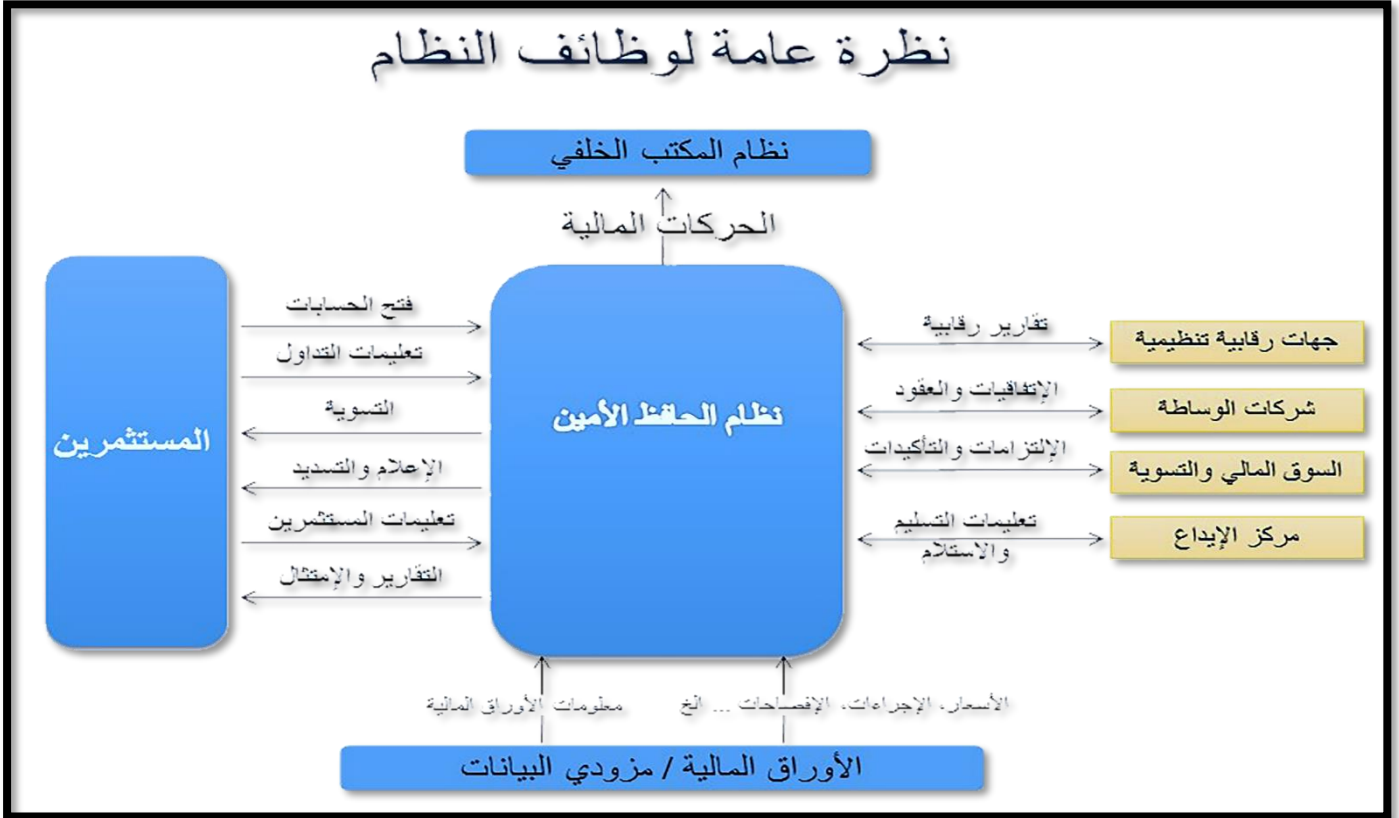 نظرة عامة لوظائف النظام
نظام المكتب الخلفي
الحركات المالية
جهات رقابية تنظيمية
تقارير رقابية
شركات الوساطة
الإتفاقيات والعقود
السوق المالي والتسوية
الإلتزامات والتأكيدات
مركز الإيداع
تعليمات التسليم
والاستلام
نظام الحافظ الأمين
فتح الحسابات
تعليمات التداول
التسوية
الإعلام والتسديد
تعليمات المستثمرين
التقارير والإمتثال
المستثمرين
الأسعار، الإجراءات، الإفصاحات ... الخ
معلومات الأوراق المالية
الأوراق المالية / مزودي البيانات